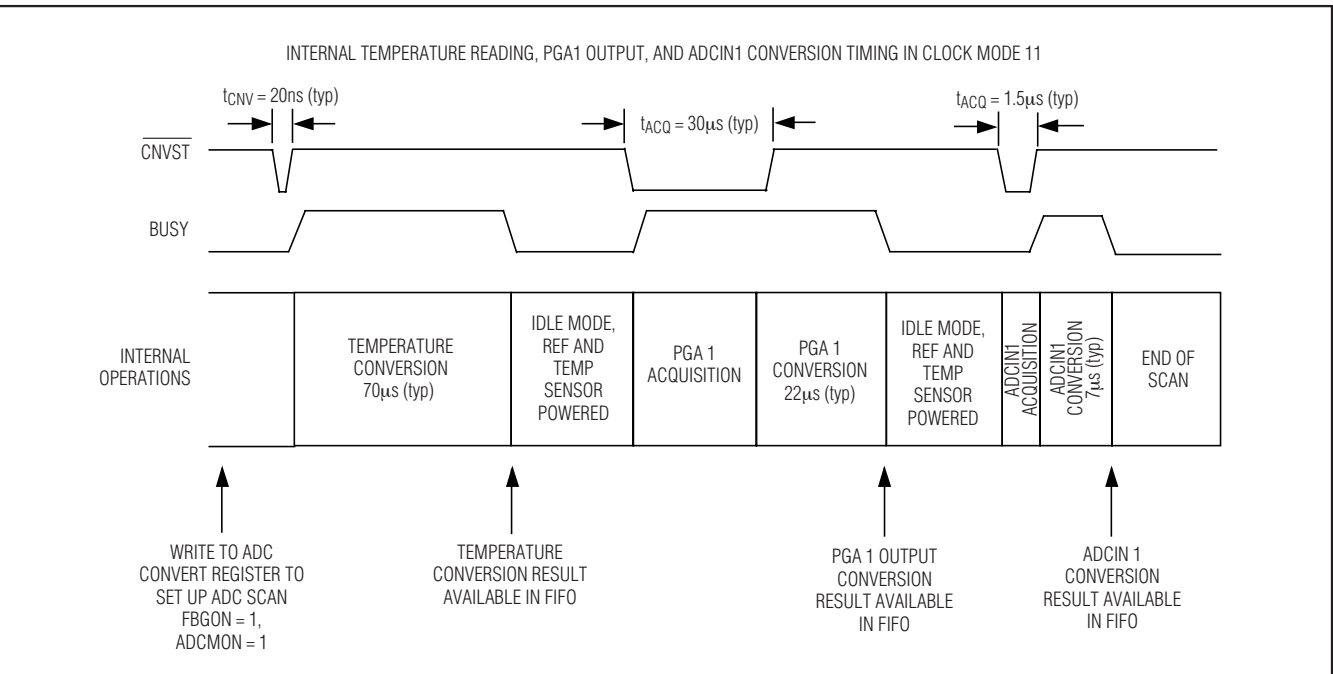 INTERNAL TEMPERATURE READING, PGA1 OUTPUT, AND ADCIN1 CONVERSION TIMING IN CLOCK MODE 11
tCNV = 20ns (typ)
tACQ = 30µs (typ)
tACQ = 1.5µs (typ)
CNVST
BUSY
INTERNAL
OPERATIONS
TEMPERATURE
CONVERSION
70µs (typ)
IDLE MODE,
REF AND
TEMP
SENSOR
POWERED
PGA 1
ACQUISITION
PGA 1
CONVERSION
22µs (typ)
IDLE MODE,
REF AND
TEMP
SENSOR
POWERED
ADCIN1
ACQUISITION
ADCIN1
CONVERSION
7µs (typ)
END OF
SCAN
WRITE TO ADC
CONVERT REGISTER TO
SET UP ADC SCAN
FBGON = 1,
ADCMON = 1
TEMPERATURE
CONVERSION RESULT
AVAILABLE IN FIFO
PGA 1 OUTPUT
CONVERSION
RESULT AVAILABLE
IN FIFO
ADCIN 1
CONVERSION
RESULT AVAILABLE
IN FIFO